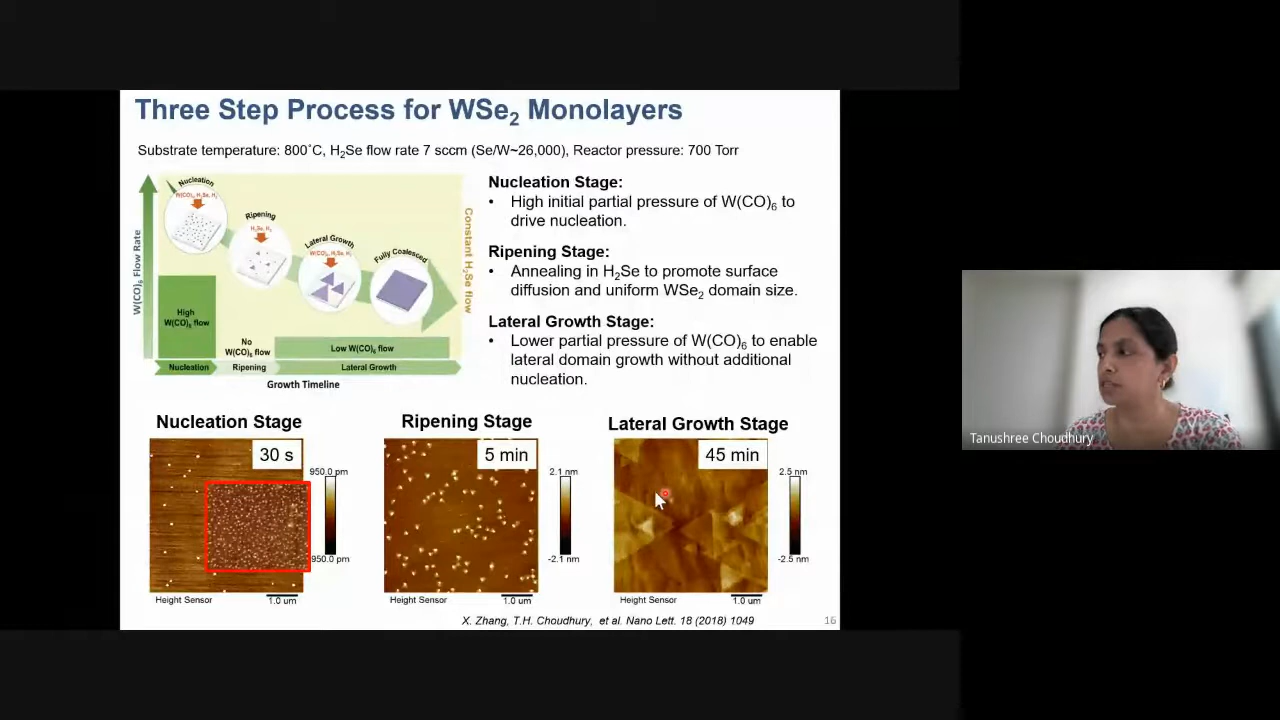 Three Step Process for WSe₂ Monolayers
Substrate temperature: 800˚C, H₂Se flow rate 7 sccm (Se/W~26,000), Reactor pressure: 700 Torr
W(CO)₆ Flow Rate
Nucleation
W(CO)₆, H₂Se, H₂
Ripening
H₂Se, H₂
Lateral Growth
W(CO)₆, H₂Se, H₂
Fully Coalesced
Constant H₂Se flow
High
W(CO)₆ flow
No
W(CO)₆ flow
Low W(CO)₆ flow
Nucleation
Ripening
Lateral Growth
Growth Timeline
Nucleation Stage:
• High initial partial pressure of W(CO)₆ to
drive nucleation.
Ripening Stage:
• Annealing in H₂Se to promote surface
diffusion and uniform WSe₂ domain size.
Lateral Growth Stage:
• Lower partial pressure of W(CO)₆ to enable
lateral domain growth without additional
nucleation.
Nucleation Stage
30 s
950.0 pm
950.0 pm
Height Sensor
1.0 um
Ripening Stage
5 min
2.1 nm
-2.1 nm
Height Sensor
1.0 um
Lateral Growth Stage
45 min
2.5 nm
-2.5 nm
Height Sensor
1.0 um
X. Zhang, T.H. Choudhury, et al. Nano Lett. 18 (2018) 1049
16
Tanushree Choudhury